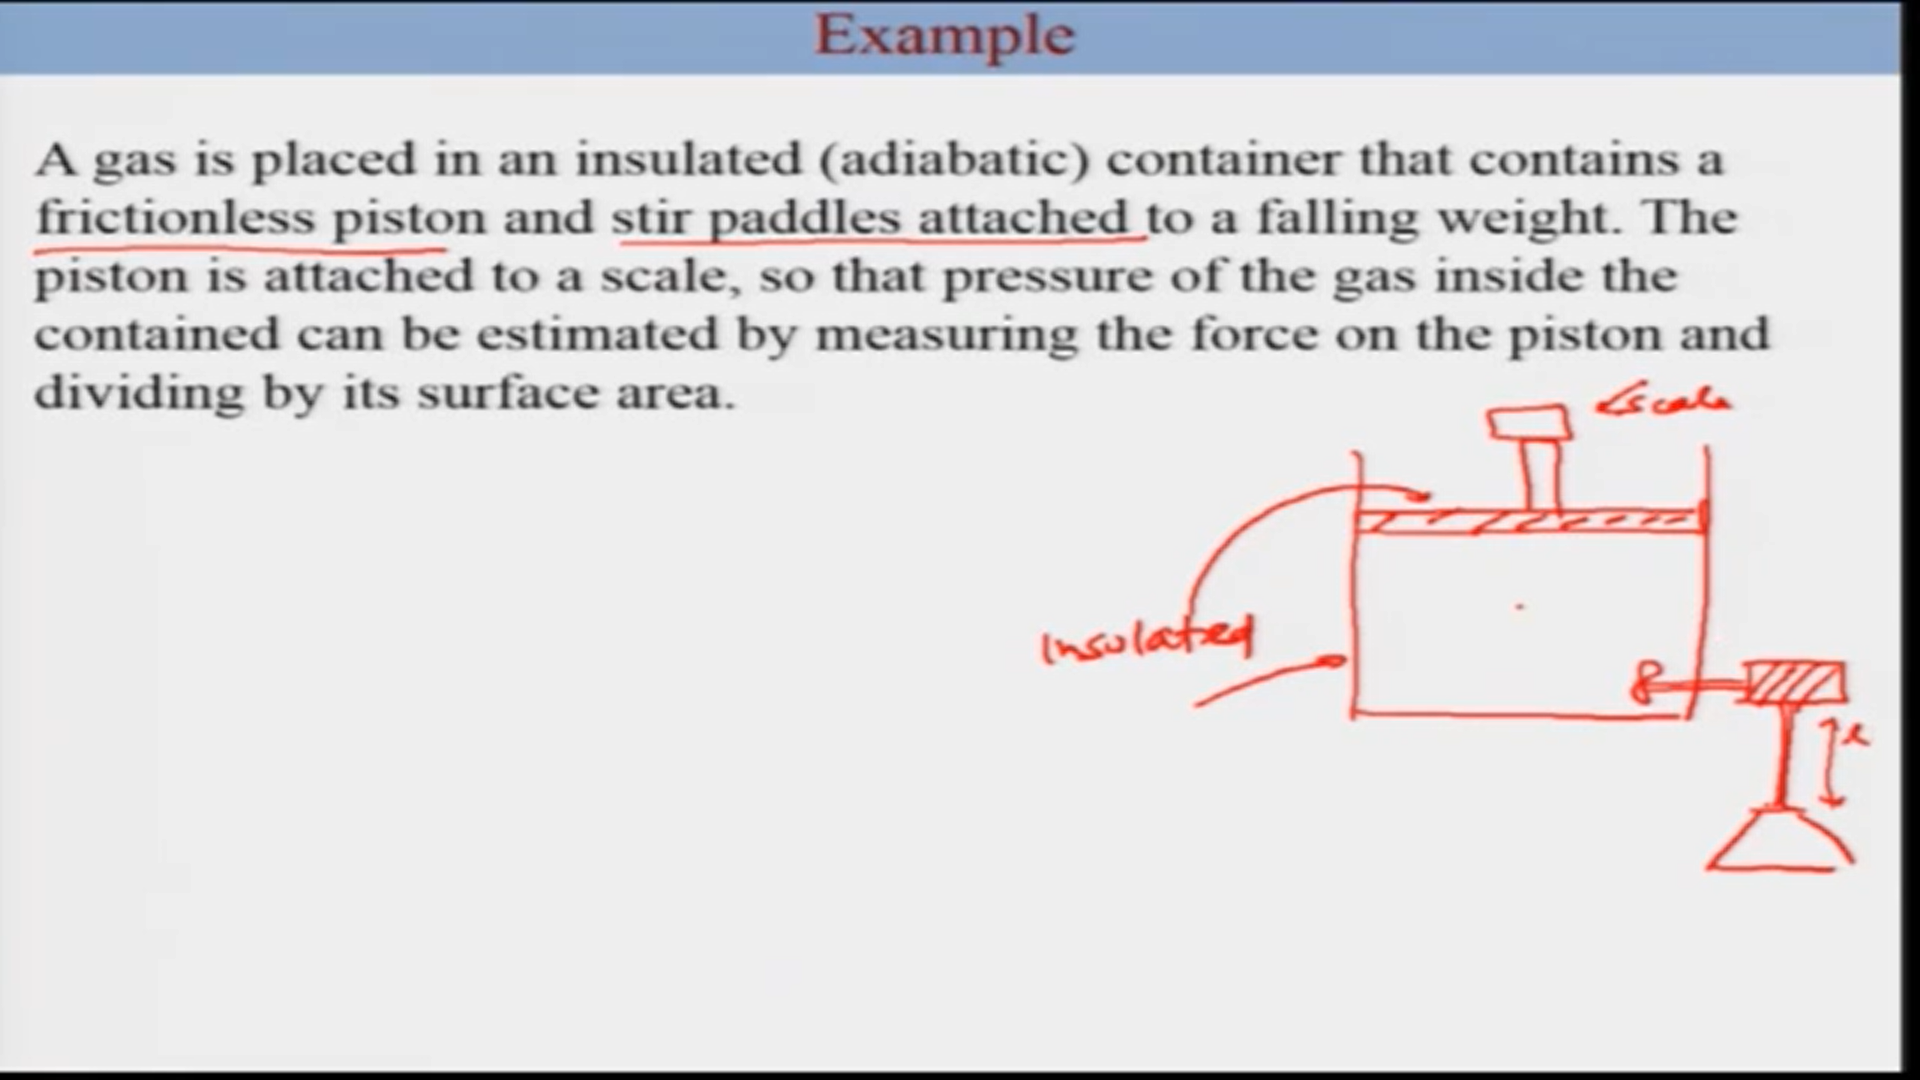 Example
A gas is placed in an insulated (adiabatic) container that contains a
frictionless piston and stir paddles attached to a falling weight. The
piston is attached to a scale, so that pressure of the gas inside the
contained can be estimated by measuring the force on the piston and
dividing by its surface area.
scale
Insulated